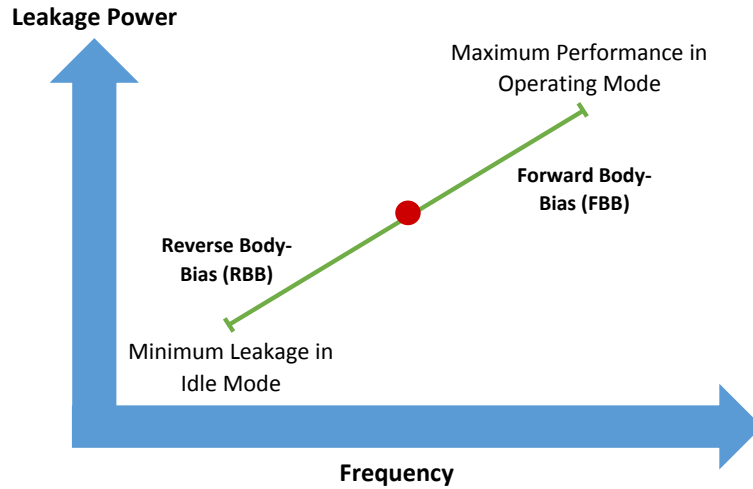 Leakage Power
Maximum Performance in
Operating Mode
Forward Body-
Bias (FBB)
Reverse Body-
Bias (RBB)
Minimum Leakage in
Idle Mode
Frequency